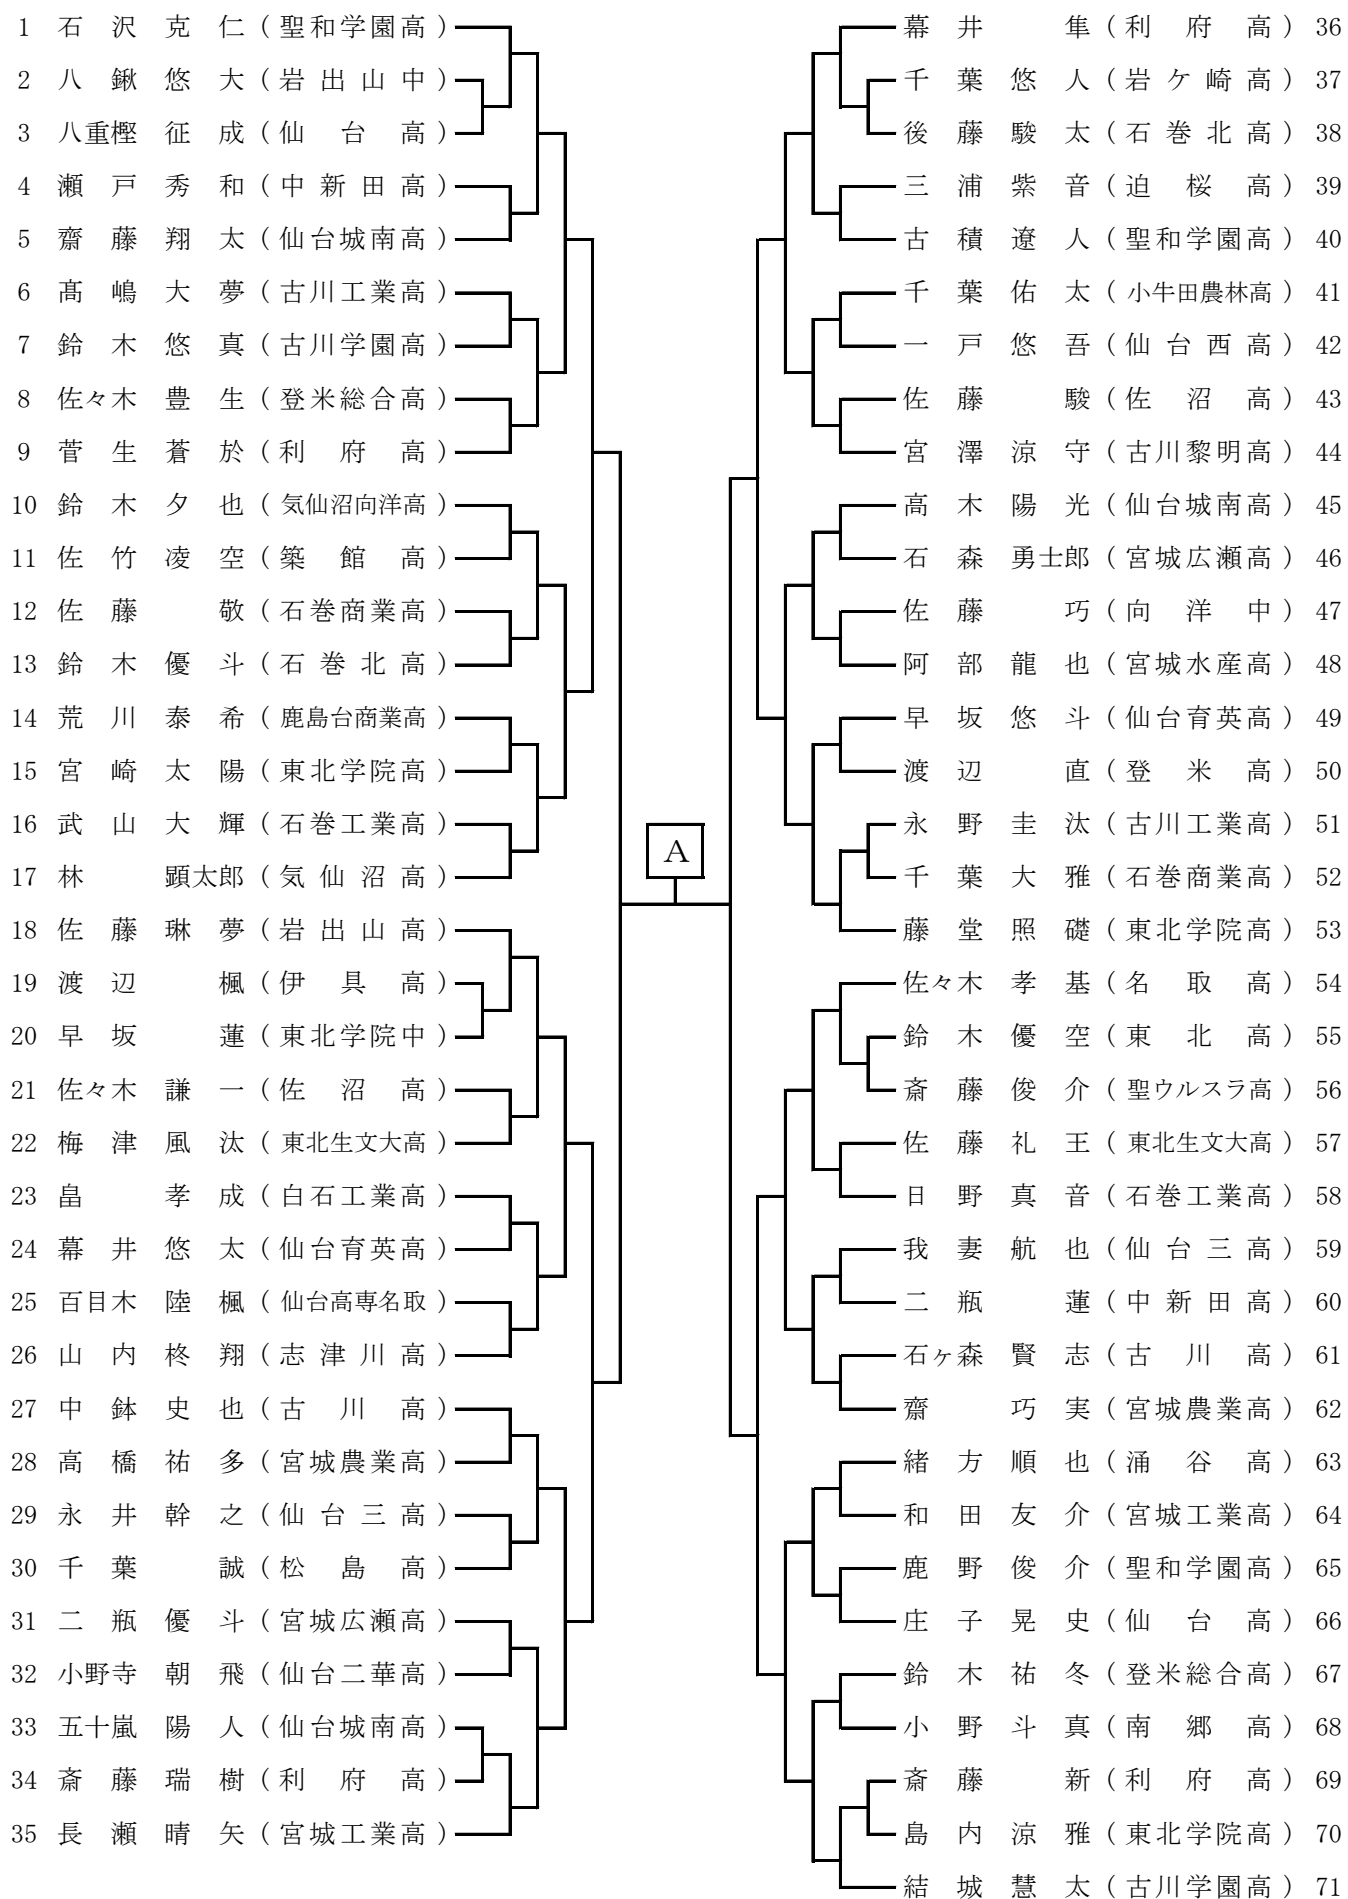 1 石沢克仁(聖和学園高)
2 八鍬悠大(岩出山中)
3 八重樫征成(仙台高)
4 瀬戸秀和(中新田高)
5 齋藤翔太(仙台城南高)
6 髙嶋大夢(古川工業高)
7 鈴木悠真(古川学園高)
8 佐々木豊生(登米総合高)
9 菅生蒼於(利府高)
10 鈴木夕也(気仙沼向洋高)
11 佐竹凌空(築館高)
12 佐藤敬(石巻商業高)
13 鈴木優斗(石巻北高)
14 荒川泰希(鹿島台商業高)
15 宮崎太陽(東北学院高)
16 武山大輝(石巻工業高)
17 林顕太郎(気仙沼高)
18 佐藤琳夢(岩出山高)
19 渡辺楓(伊具高)
20 早坂蓮(東北学院中)
21 佐々木謙一(佐沼高)
22 梅津風汰(東北生文大高)
23 畠孝成(白石工業高)
24 幕井悠太(仙台育英高)
25 百目木陸楓(仙台高専名取)
26 山内柊翔(志津川高)
27 中鉢史也(古川高)
28 高橋祐多(宮城農業高)
29 永井幹之(仙台三高)
30 千葉誠(松島高)
31 二瓶優斗(宮城広瀬高)
32 小野寺朝飛(仙台二華高)
33 五十嵐陽人(仙台城南高)
34 斎藤瑞樹(利府高)
35 長瀬晴矢(宮城工業高)
A
幕井隼(利府高) 36
千葉悠人(岩ケ崎高) 37
後藤駿太(石巻北高) 38
三浦紫音(迫桜高) 39
古積遼人(聖和学園高) 40
千葉佑太(小牛田農林高) 41
一戸悠吾(仙台西高) 42
佐藤駿(佐沼高) 43
宮澤涼守(古川黎明高) 44
高木陽光(仙台城南高) 45
石森勇士郎(宮城広瀬高) 46
佐藤巧(向洋中) 47
阿部龍也(宮城水産高) 48
早坂悠斗(仙台育英高) 49
渡辺直(登米高) 50
永野圭汰(古川工業高) 51
千葉大雅(石巻商業高) 52
藤堂照礎(東北学院高) 53
佐々木孝基(名取高) 54
鈴木優空(東北高) 55
斎藤俊介(聖ウルスラ高) 56
佐藤礼王(東北生文大高) 57
日野真音(石巻工業高) 58
我妻航也(仙台三高) 59
二瓶蓮(中新田高) 60
石ヶ森賢志(古川高) 61
齋巧実(宮城農業高) 62
緒方順也(涌谷高) 63
和田友介(宮城工業高) 64
鹿野俊介(聖和学園高) 65
庄子晃史(仙台高) 66
鈴木祐冬(登米総合高) 67
小野斗真(南郷高) 68
斎藤新(利府高) 69
島内涼雅(東北学院高) 70
結城慧太(古川学園高) 71